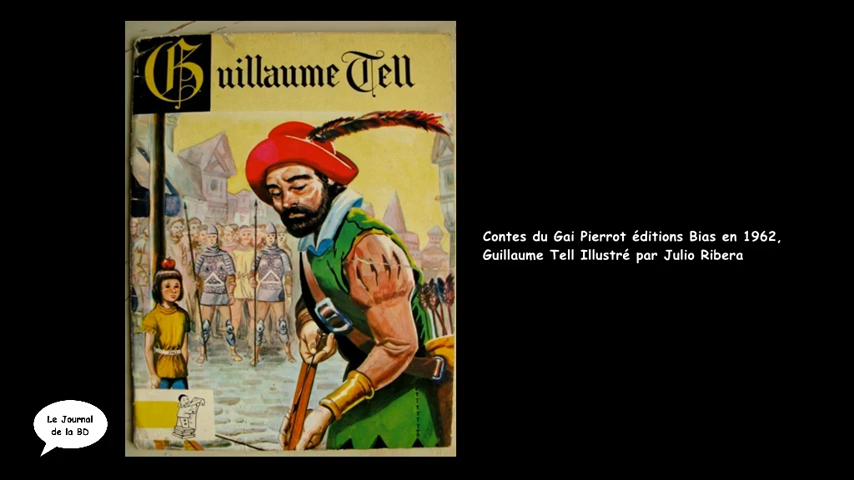 Guillaume Tell
Contes du Gai Pierrot éditions Bias en 1962,
Guillaume Tell Illustré par Julio Ribera
Le Journal
de la BD